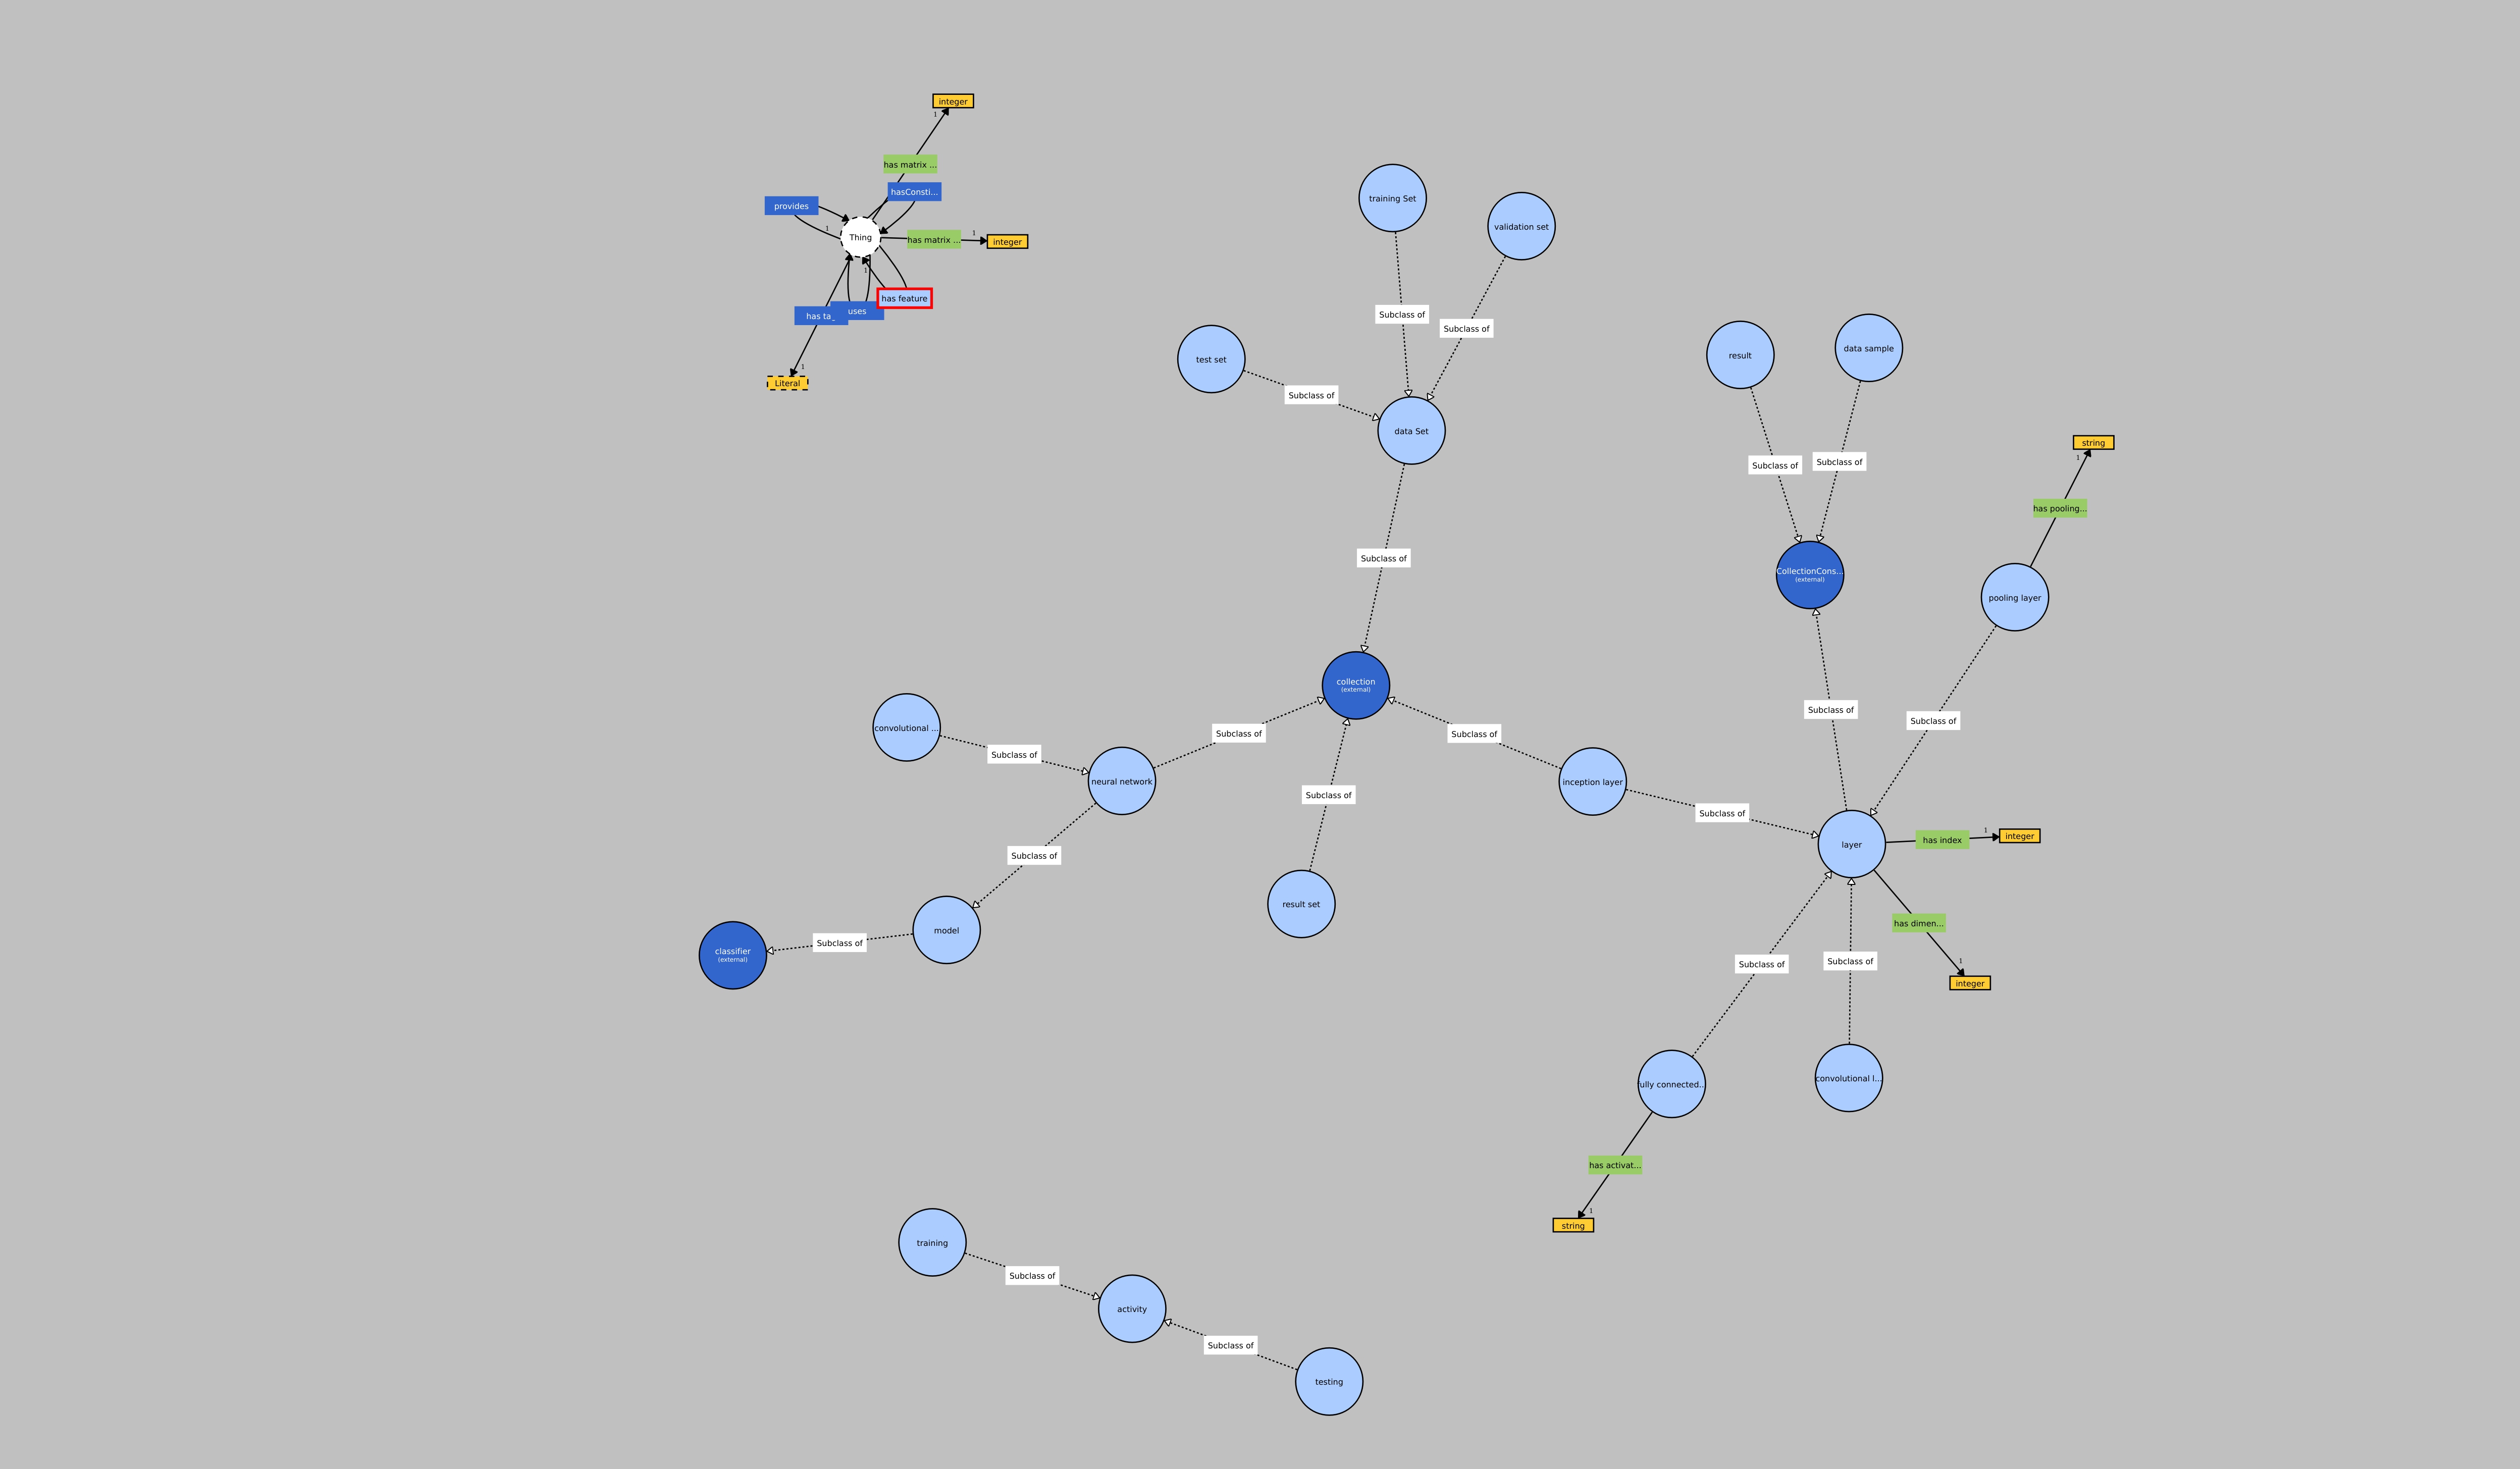 integer
1
has matrix ...
hasConsti...
provides
1
Thing
has matrix ...
1
integer
1
has feature
uses
has ta
1
Literal
training Set
validation set
Subclass of
Subclass of
test set
Subclass of
data Set
Subclass of
result
data sample
Subclass of
Subclass of
string
1
has pooling...
CollectionCons...
(external)
pooling layer
collection
(external)
Subclass of
Subclass of
convolutional ...
Subclass of
neural network
Subclass of
Subclass of
inception layer
Subclass of
Subclass of
layer
has index
1
integer
Subclass of
model
result set
has dimen...
1
integer
classifier
(external)
Subclass of
Subclass of
Subclass of
fully connected...
convolutional l...
has activat...
1
string
training
Subclass of
activity
Subclass of
testing